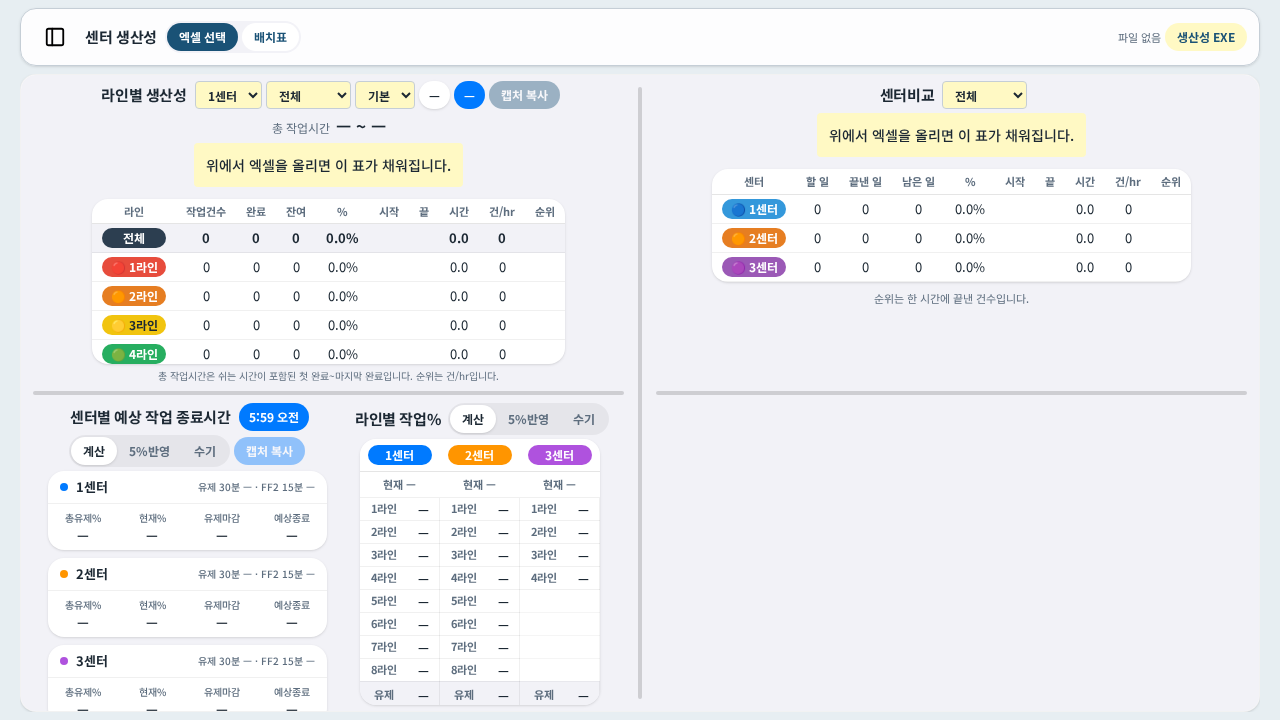 센터 생산성 엑셀 선택 배치표 파일 없음 생산성 EXE
라인별 생산성 1센터 전체 기본 — — 캡처 복사
총 작업시간 — ~ —
위에서 엑셀을 올리면 이 표가 채워집니다.
라인 작업건수 완료 잔여 % 시작 끝 시간 건/hr 순위
전체 0 0 0 0.0% 0.0 0
1라인 0 0 0 0.0% 0.0 0
2라인 0 0 0 0.0% 0.0 0
3라인 0 0 0 0.0% 0.0 0
4라인 0 0 0 0.0% 0.0 0
총 작업시간은 쉬는 시간이 포함된 첫 완료~마지막 완료입니다. 순위는 건/hr입니다.
센터비교 전체
위에서 엑셀을 올리면 이 표가 채워집니다.
센터 할 일 끝낸 일 남은 일 % 시작 끝 시간 건/hr 순위
1센터 0 0 0 0.0% 0.0 0
2센터 0 0 0 0.0% 0.0 0
3센터 0 0 0 0.0% 0.0 0
순위는 한 시간에 끝낸 건수입니다.
센터별 예상 작업 종료시간 5:59 오전
계산 5%반영 수기 캡처 복사
1센터 유제 30분 — · FF2 15분 —
총유제% 현재% 유제마감 예상종료
— — — —
2센터 유제 30분 — · FF2 15분 —
총유제% 현재% 유제마감 예상종료
— — — —
3센터 유제 30분 — · FF2 15분 —
총유제% 현재% 유제마감 예상종료
— — — —
라인별 작업% 계산 5%반영 수기
1센터 2센터 3센터
현재 — 현재 — 현재 —
1라인 — 1라인 — 1라인 —
2라인 — 2라인 — 2라인 —
3라인 — 3라인 — 3라인 —
4라인 — 4라인 — 4라인 —
5라인 — 5라인 —
6라인 — 6라인 —
7라인 — 7라인 —
8라인 — 8라인 —
유제 — 유제 — 유제 —